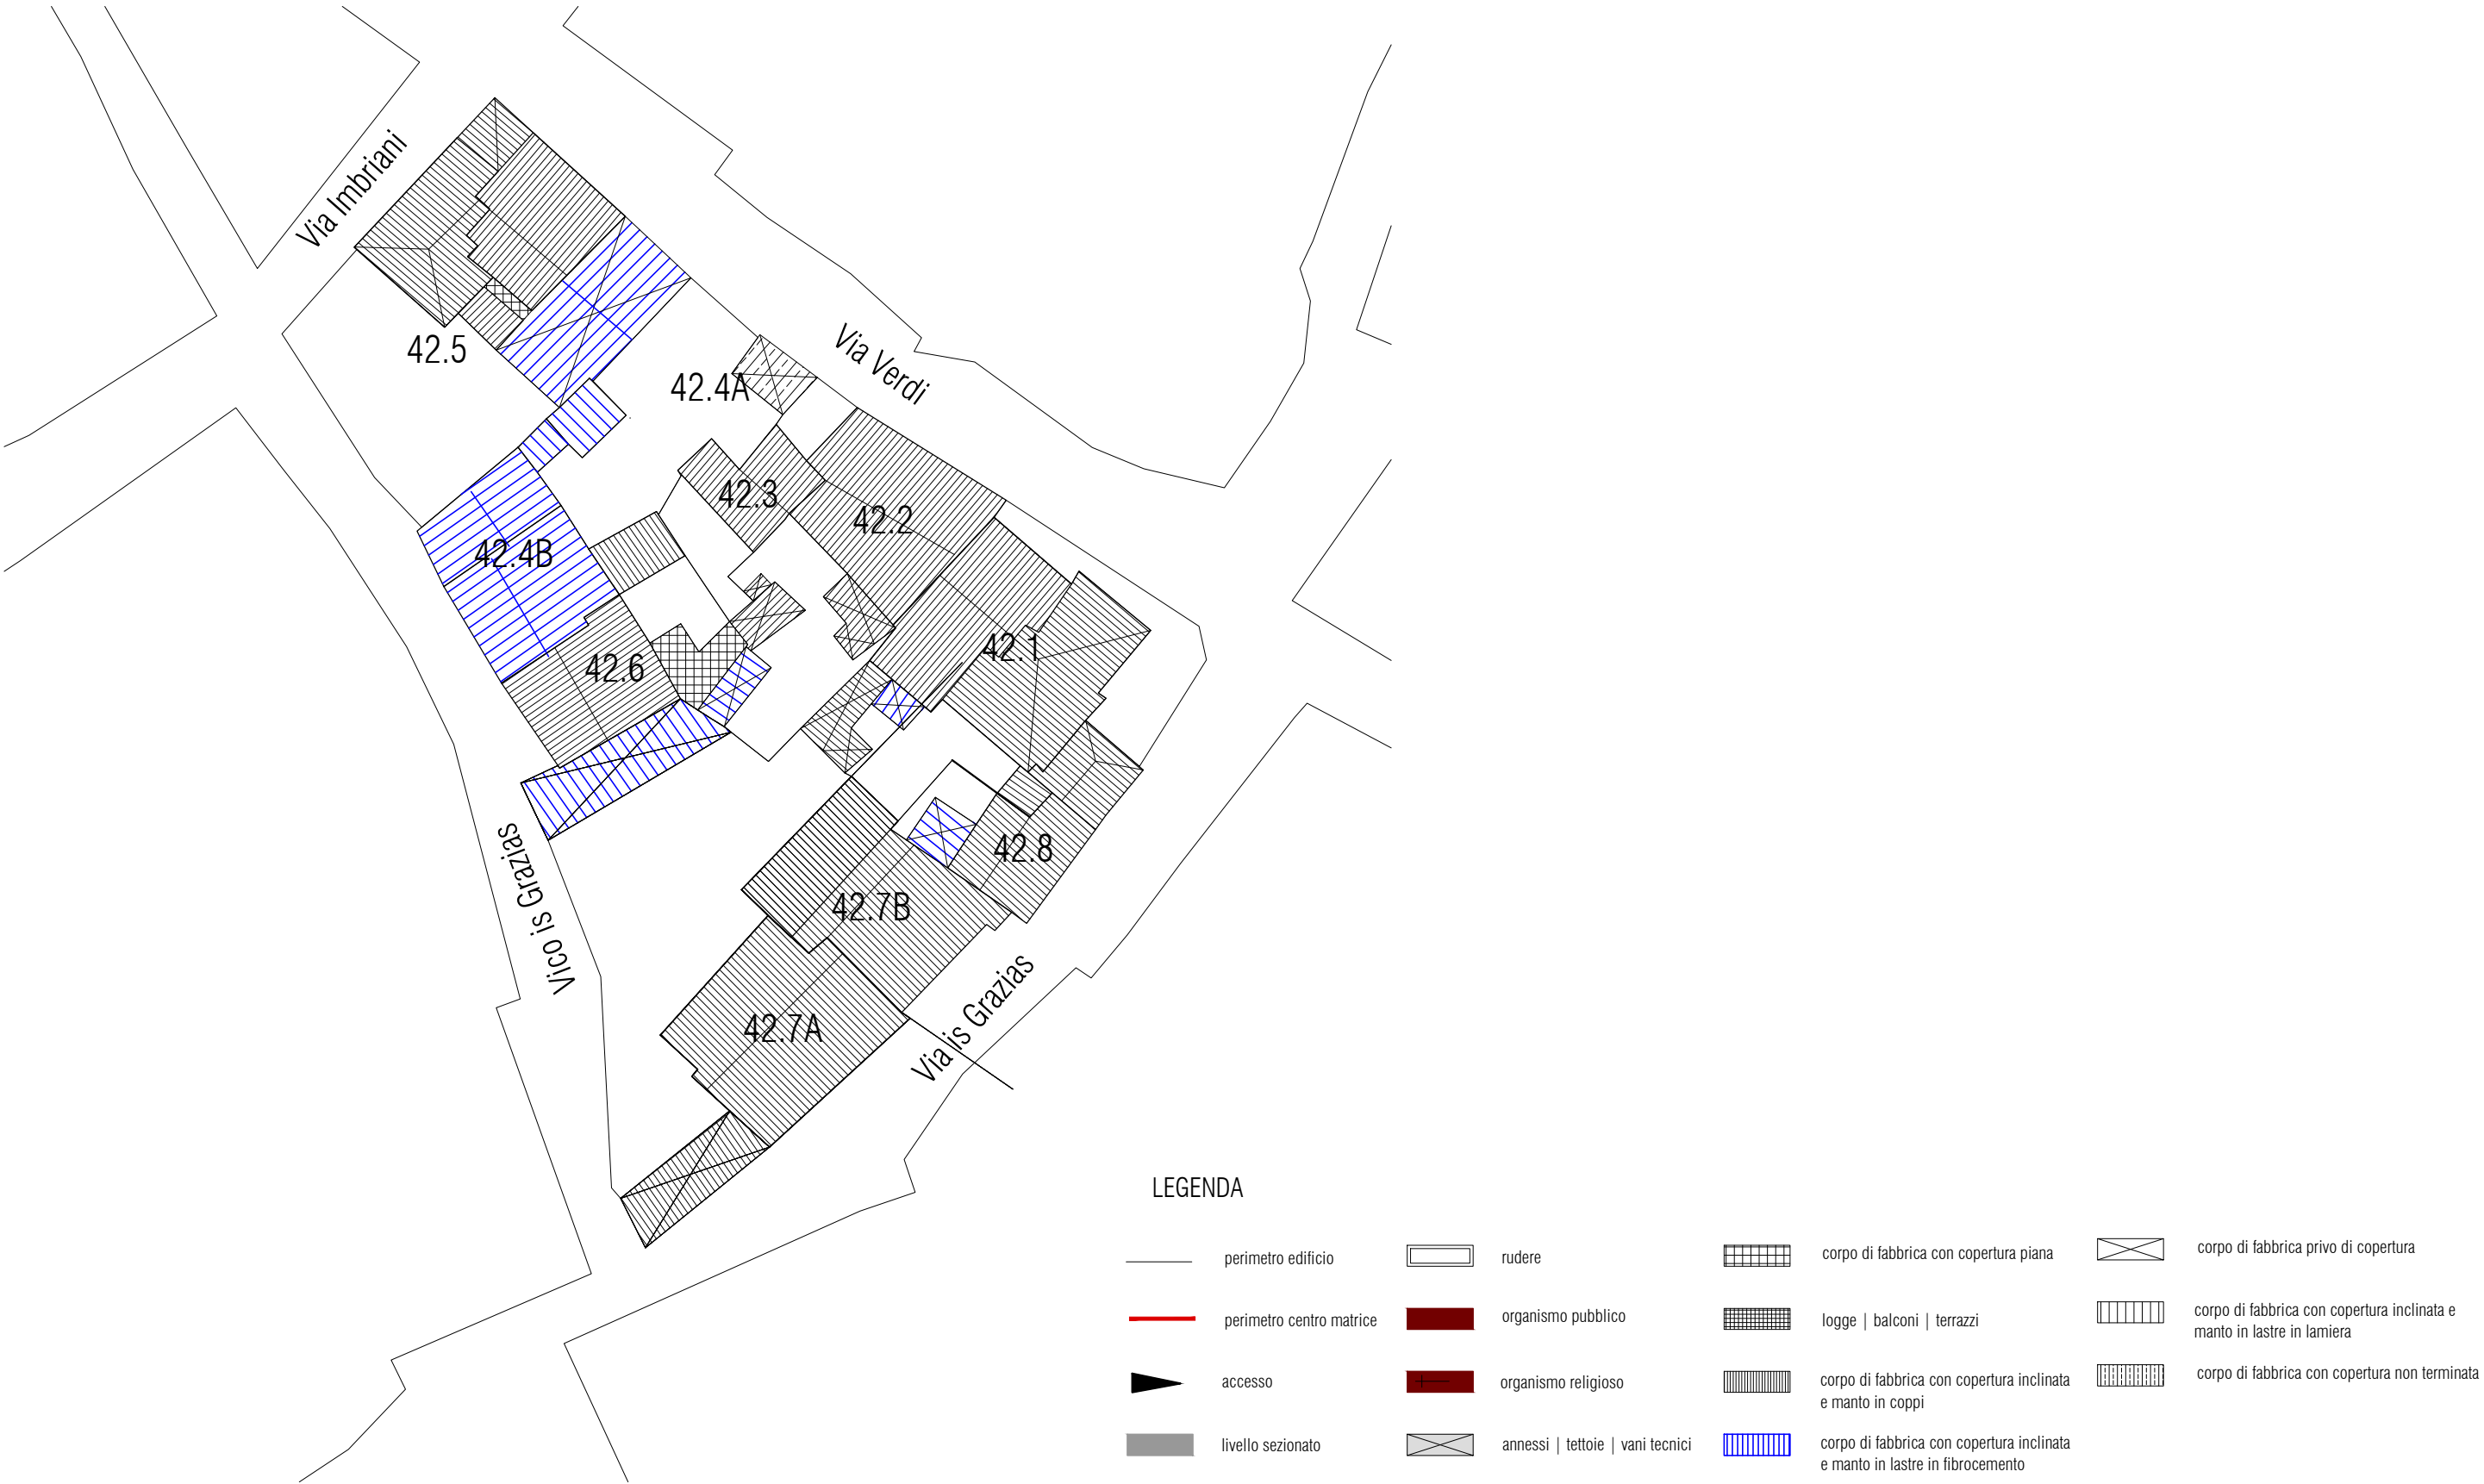 Via Imbriani
Via Verdi
42.5
42.4A
42.3
42.2
42.4B
42.1
42.6
42.8
Vico is Grazias
42.7B
42.7A
Via is Grazias
LEGENDA
perimetro edificio
perimetro centro matrice
accesso
livello sezionato
rudere
organismo pubblico
organismo religioso
annessi | tettoie | vani tecnici
corpo di fabbrica con copertura piana
logge | balconi | terrazzi
corpo di fabbrica con copertura inclinata
e manto in coppi
corpo di fabbrica con copertura inclinata
e manto in lastre in fibrocemento
corpo di fabbrica privo di copertura
corpo di fabbrica con copertura inclinata e
manto in lastre in lamiera
corpo di fabbrica con copertura non terminata